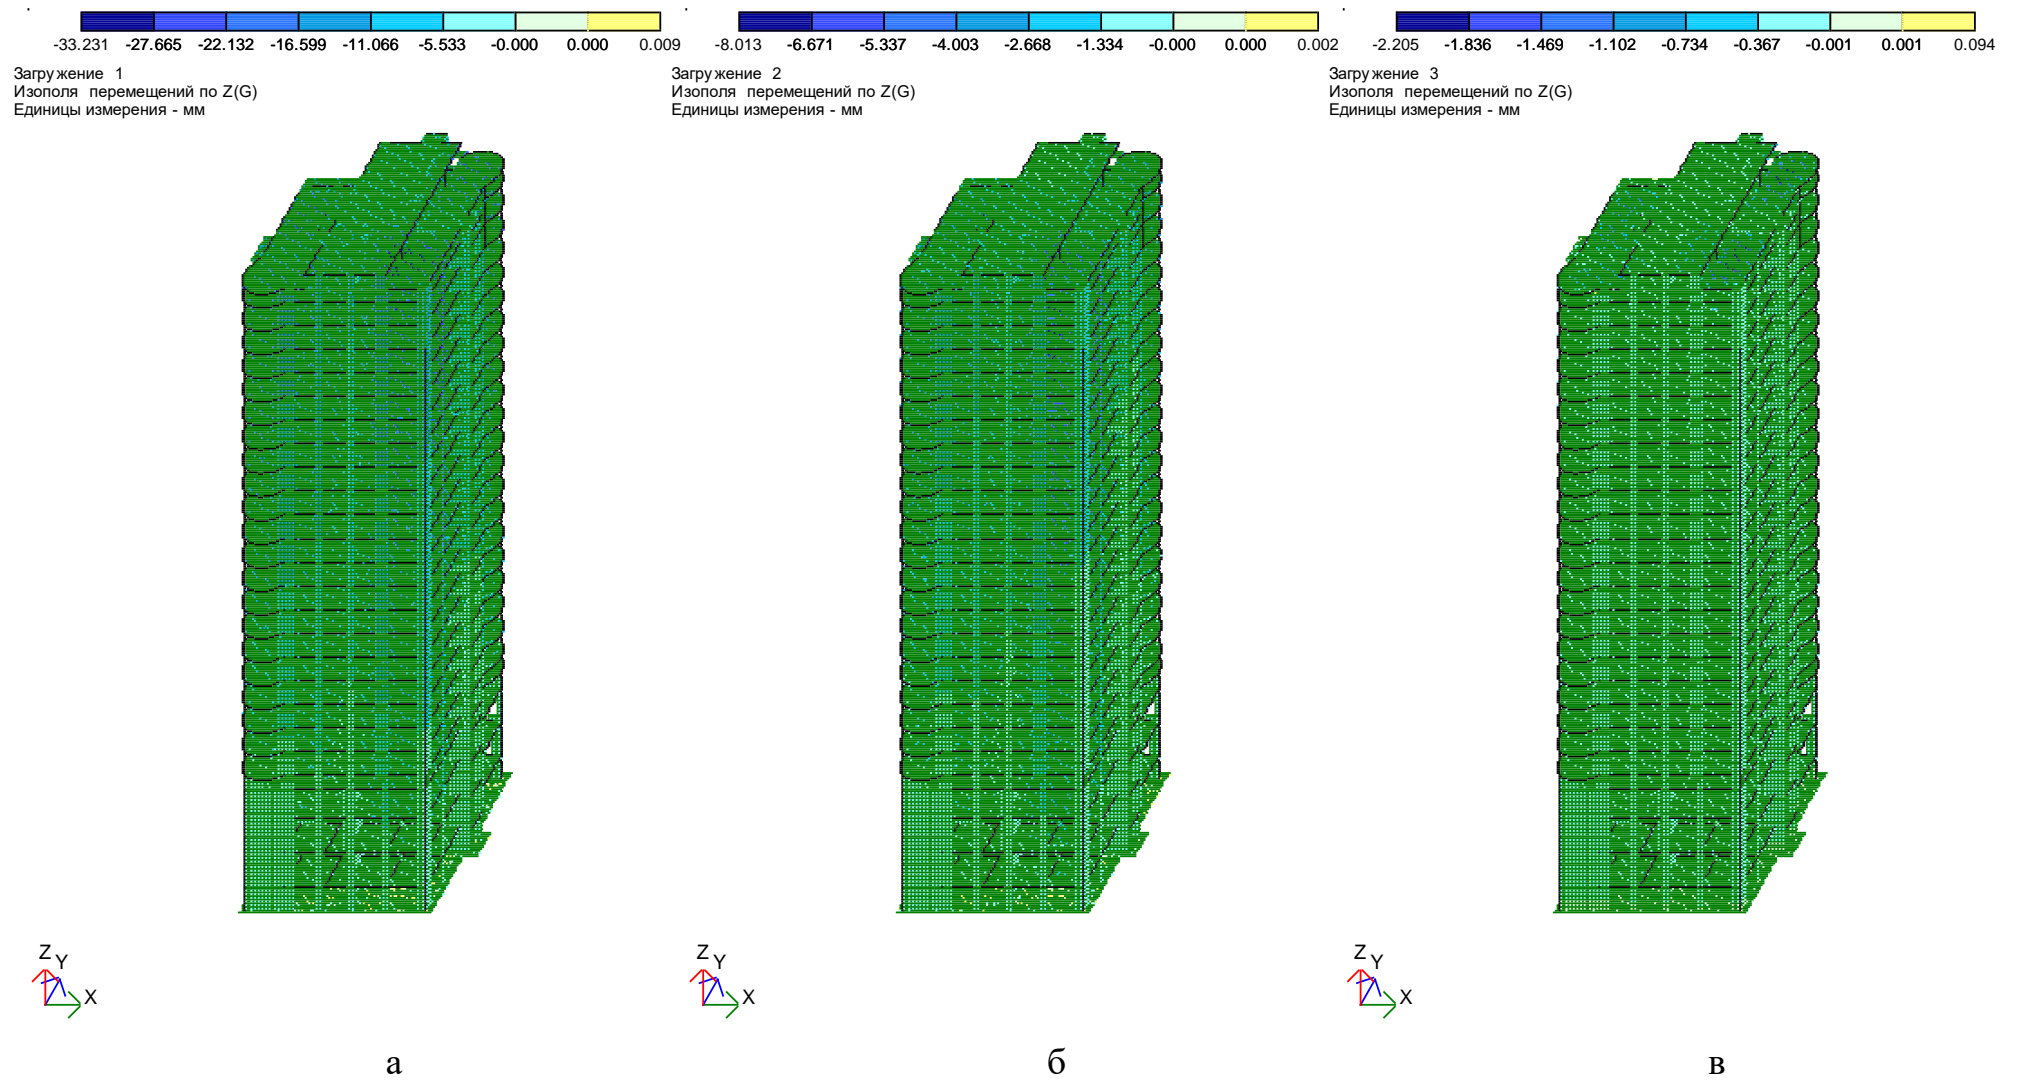 -33.231 -27.665 -22.132 -16.599 -11.066 -5.533 -0.000 0.000 0.009
Загружение 1
Изополя перемещений по Z(G)
Единицы измерения - мм
Z Y X
а
-8.013 -6.671 -5.337 -4.003 -2.668 -1.334 -0.000 0.000 0.002
Загружение 2
Изополя перемещений по Z(G)
Единицы измерения - мм
Z Y X
б
-2.205 -1.836 -1.469 -1.102 -0.734 -0.367 -0.001 0.001 0.094
Загружение 3
Изополя перемещений по Z(G)
Единицы измерения - мм
Z Y X
в